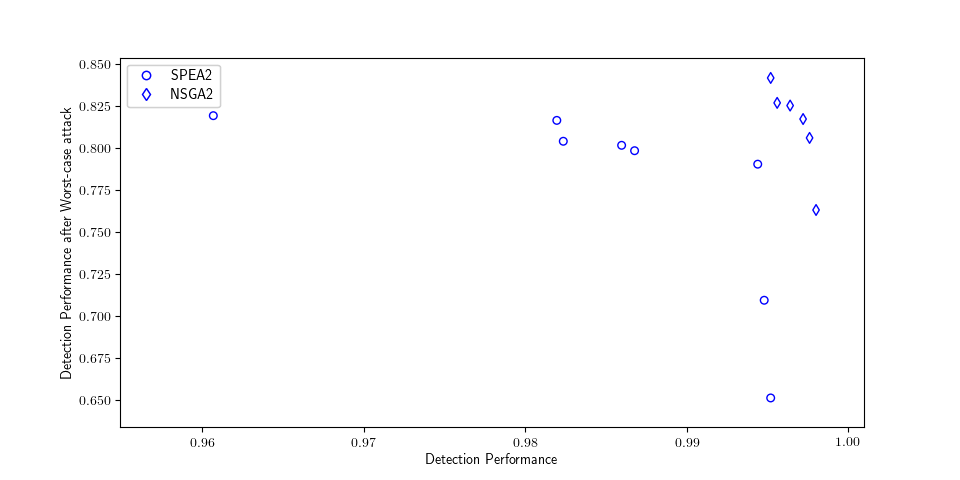 SPEA2
NSGA2
Detection Performance after Worst-case attack
0.850
0.825
0.800
0.775
0.750
0.725
0.700
0.675
0.650
0.96 0.97 0.98 0.99 1.00
Detection Performance